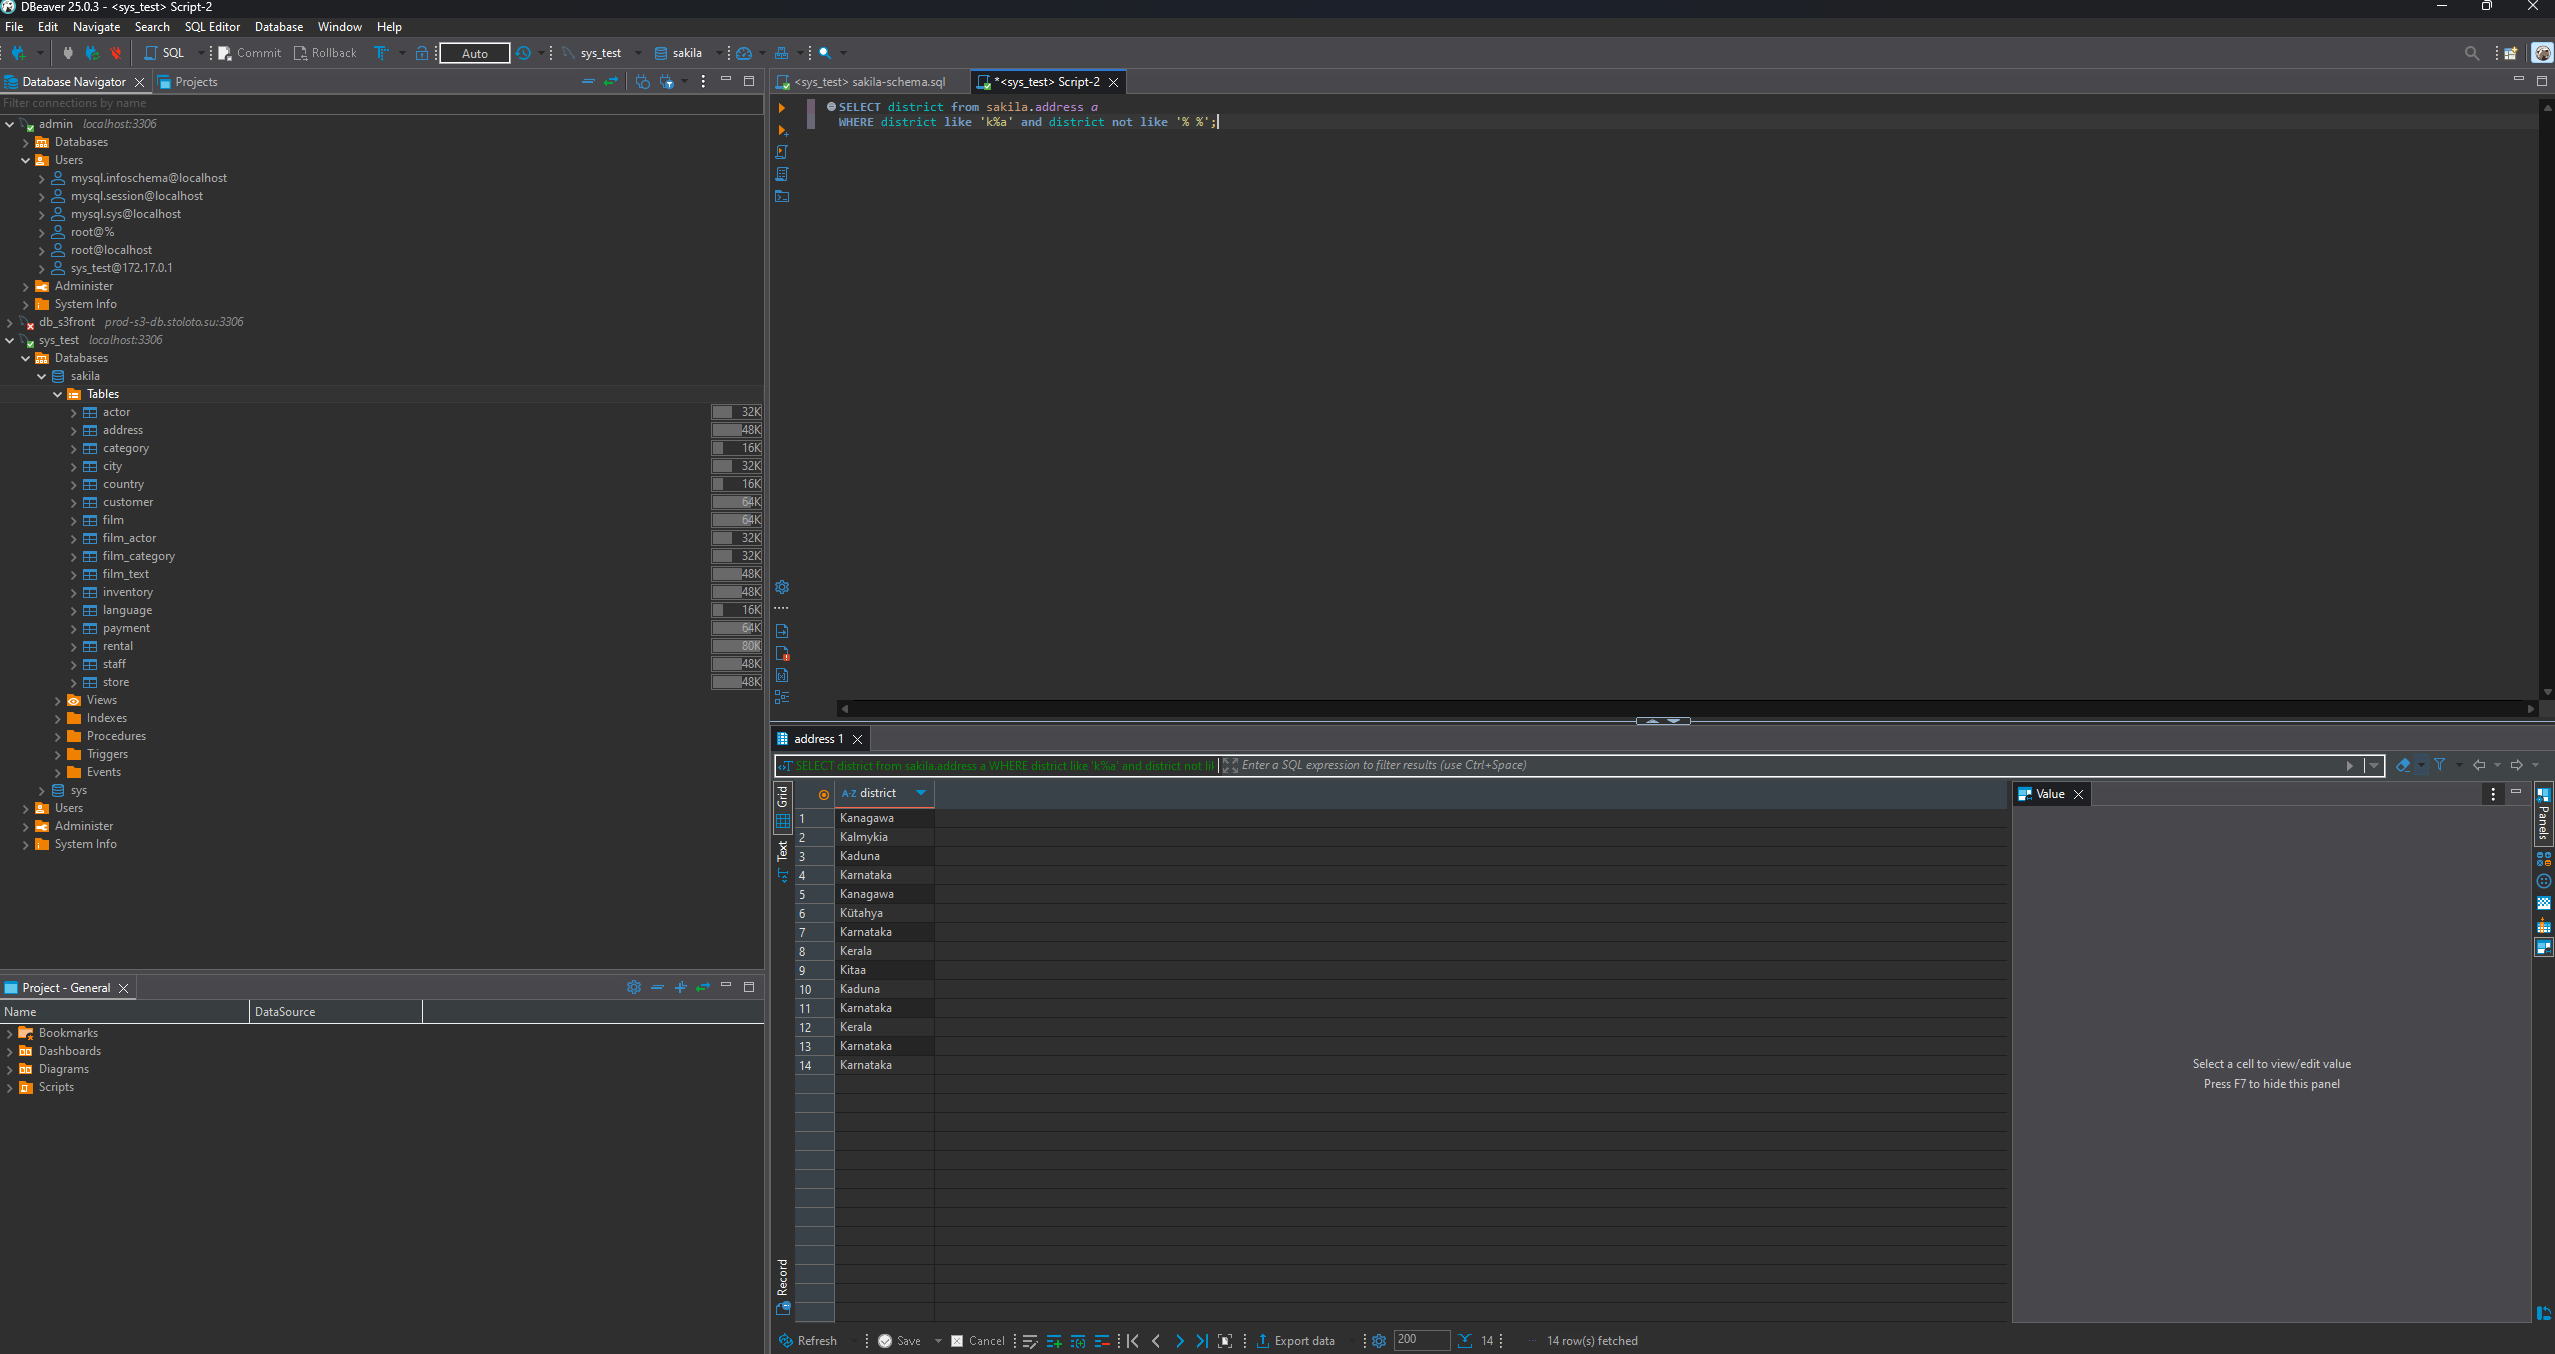 DBeaver 25.0.3 - <sys_test> Script-2
File Edit Navigate Search SQL Editor Database Window Help
SQL Commit Rollback Auto sys_test sakila
Database Navigator Projects
Filter connections by name
admin localhost:3306
Databases
Users
mysql.infoschema@localhost
mysql.session@localhost
mysql.sys@localhost
root@%
root@localhost
sys_test@172.17.0.1
Administer
System Info
db_s3front prod-s3-db.stoloto.su:3306
sys_test localhost:3306
Databases
sakila
Tables
actor 32K
address 48K
category 16K
city 32K
country 16K
customer 64K
film 64K
film_actor 32K
film_category 32K
film_text 48K
inventory 48K
language 16K
payment 64K
rental 80K
staff 48K
store 48K
Views
Indexes
Procedures
Triggers
Events
sys
Users
Administer
System Info
Project - General
Name DataSource
Bookmarks
Dashboards
Diagrams
Scripts
<sys_test> sakila-schema.sql *<sys_test> Script-2
SELECT district from sakila.address a
WHERE district like 'k%a' and district not like '% %';
address 1
SELECT district from sakila.address a WHERE district like 'k%a' and district not lik Enter a SQL expression to filter results (use Ctrl+Space)
Grid
Text
Record
A-Z district
1 Kanagawa
2 Kalmykia
3 Kaduna
4 Karnataka
5 Kanagawa
6 Kütahya
7 Karnataka
8 Kerala
9 Kitaa
10 Kaduna
11 Karnataka
12 Kerala
13 Karnataka
14 Karnataka
Value
Select a cell to view/edit value
Press F7 to hide this panel
Panels
Refresh Save Cancel Export data 200 14 14 row(s) fetched